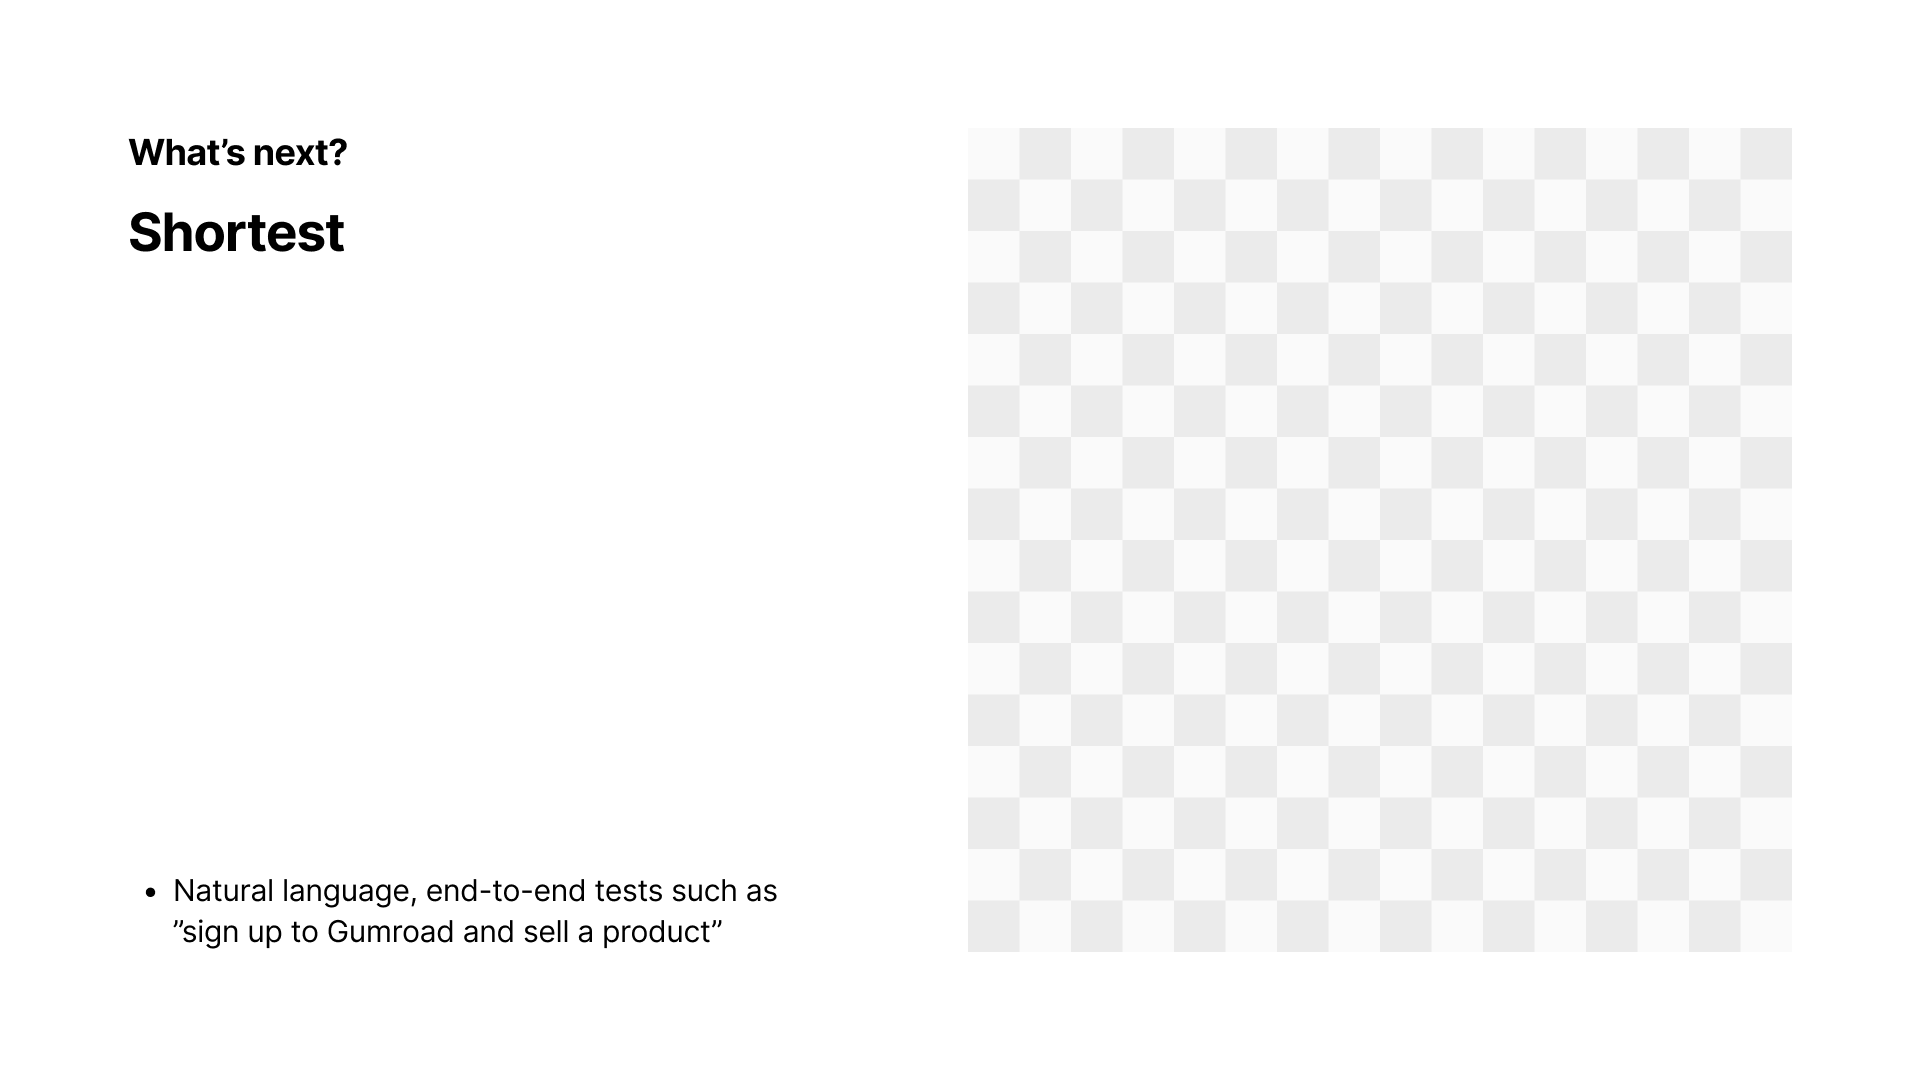 What’s next?
Shortest
• Natural language, end-to-end tests such as
”sign up to Gumroad and sell a product”